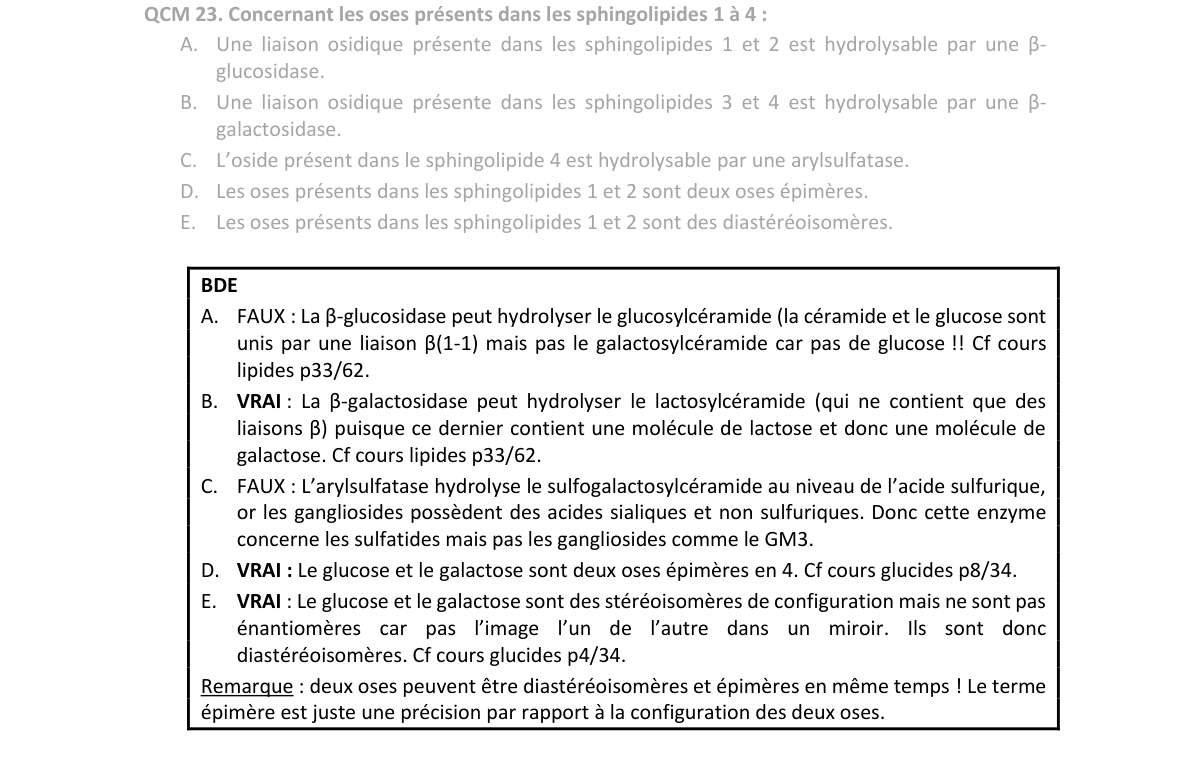 QCM 23. Concernant les oses présents dans les sphingolipides 1 à 4 :
A. Une liaison osidique présente dans les sphingolipides 1 et 2 est hydrolysable par une β-
glucosidase.
B. Une liaison osidique présente dans les sphingolipides 3 et 4 est hydrolysable par une β-
galactosidase.
C. L’oside présent dans le sphingolipide 4 est hydrolysable par une arylsulfatase.
D. Les oses présents dans les sphingolipides 1 et 2 sont deux oses épimères.
E. Les oses présents dans les sphingolipides 1 et 2 sont des diastéréoisomères.
BDE
A. FAUX : La β-glucosidase peut hydrolyser le glucosylcéramide (la céramide et le glucose sont
unis par une liaison β(1-1) mais pas le galactosylcéramide car pas de glucose !! Cf cours
lipides p33/62.
B. VRAI : La β-galactosidase peut hydrolyser le lactosylcéramide (qui ne contient que des
liaisons β) puisque ce dernier contient une molécule de lactose et donc une molécule de
galactose. Cf cours lipides p33/62.
C. FAUX : L’arylsulfatase hydrolyse le sulfogalactosylcéramide au niveau de l’acide sulfurique,
or les gangliosides possèdent des acides sialiques et non sulfuriques. Donc cette enzyme
concerne les sulfatides mais pas les gangliosides comme le GM3.
D. VRAI : Le glucose et le galactose sont deux oses épimères en 4. Cf cours glucides p8/34.
E. VRAI : Le glucose et le galactose sont des stéréoisomères de configuration mais ne sont pas
énantiomères car pas l’image l’un de l’autre dans un miroir. Ils sont donc
diastéréoisomères. Cf cours glucides p4/34.
Remarque : deux oses peuvent être diastéréoisomères et épimères en même temps ! Le terme
épimère est juste une précision par rapport à la configuration des deux oses.